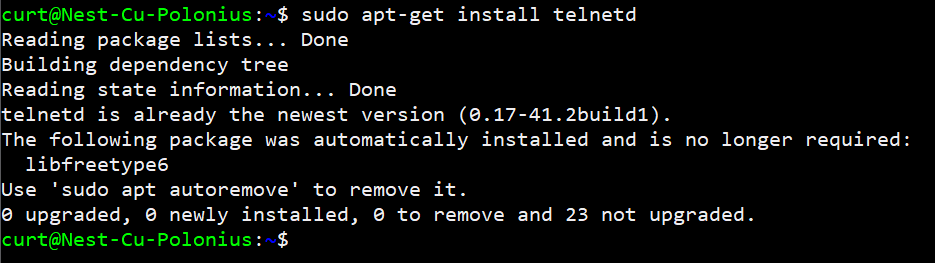 curt@Nest-Cu-Polonius:~$ sudo apt-get install telnetd
Reading package lists... Done
Building dependency tree
Reading state information... Done
telnetd is already the newest version (0.17-41.2build1).
The following package was automatically installed and is no longer required:
  libfreetype6
Use 'sudo apt autoremove' to remove it.
0 upgraded, 0 newly installed, 0 to remove and 23 not upgraded.
curt@Nest-Cu-Polonius:~$